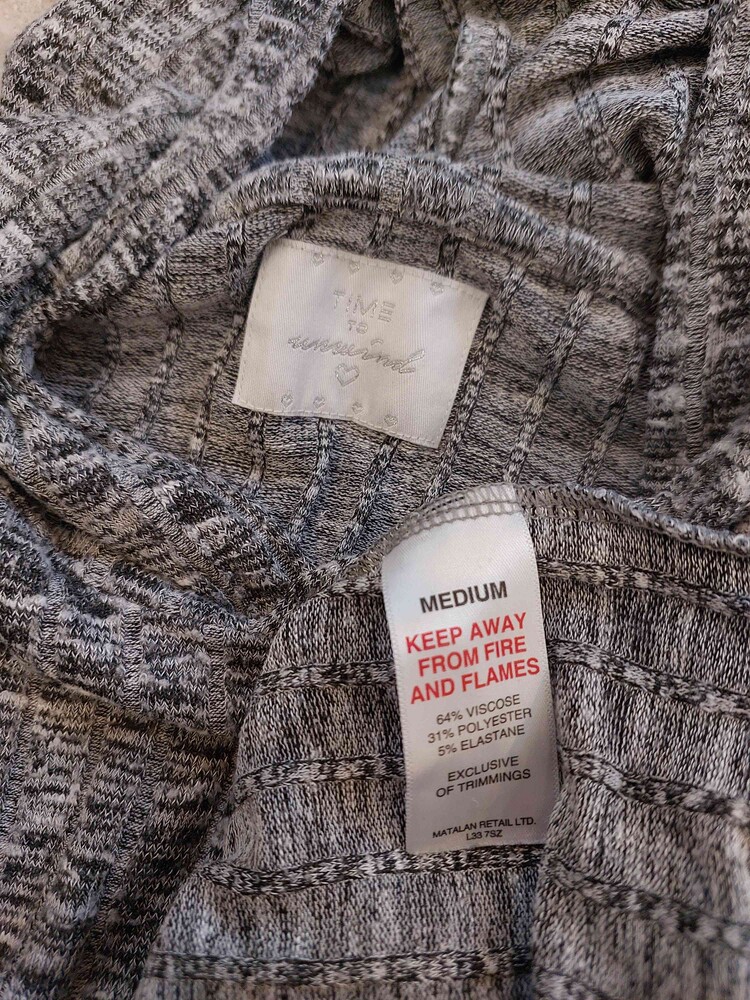 TIME
TO
unwind
MEDIUM
KEEP AWAY
FROM FIRE
AND FLAMES
64% VISCOSE
31% POLYESTER
5% ELASTANE
EXCLUSIVE
OF TRIMMINGS
MATALAN RETAIL LTD.
L33 7SZ